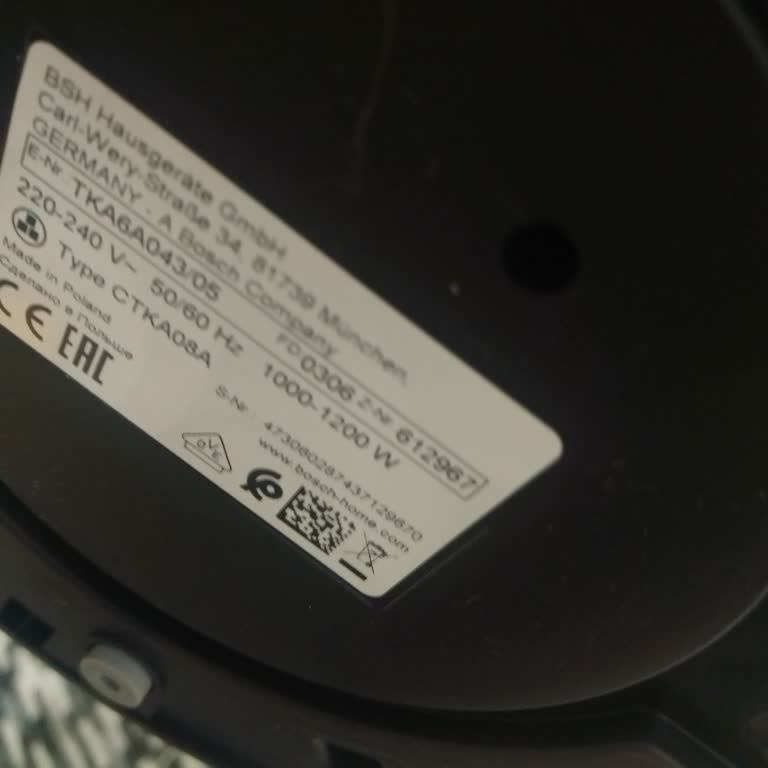 BSH Hausgeräte GmbH
Carl-Wery-Straße 34, 81739 München,
GERMANY - A Bosch Company
E-Nr. TKA6A043/05 FD 0306 Z-Nr. 612967
220-240 V~ 50/60 Hz 1000-1200 W
Type CTKA08A
Made in Poland
Сделано в Польше
S-Nr.: 473060287437129670
www.bosch-home.com
CE EAC
OVE